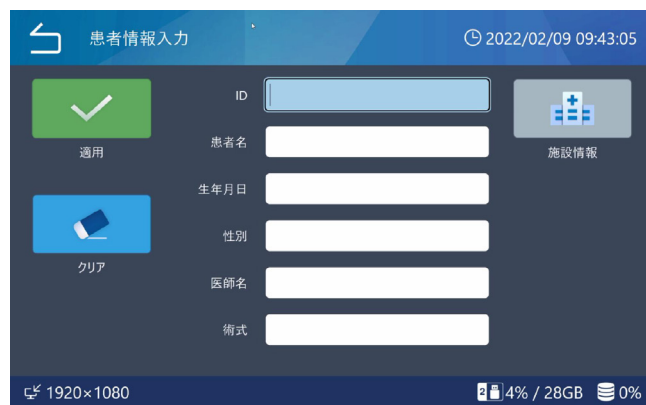 患者情報入力
2022/02/09 09:43:05
ID
適用
患者名
施設情報
生年月日
性別
クリア
医師名
術式
1920×1080
2 4% / 28GB 0%